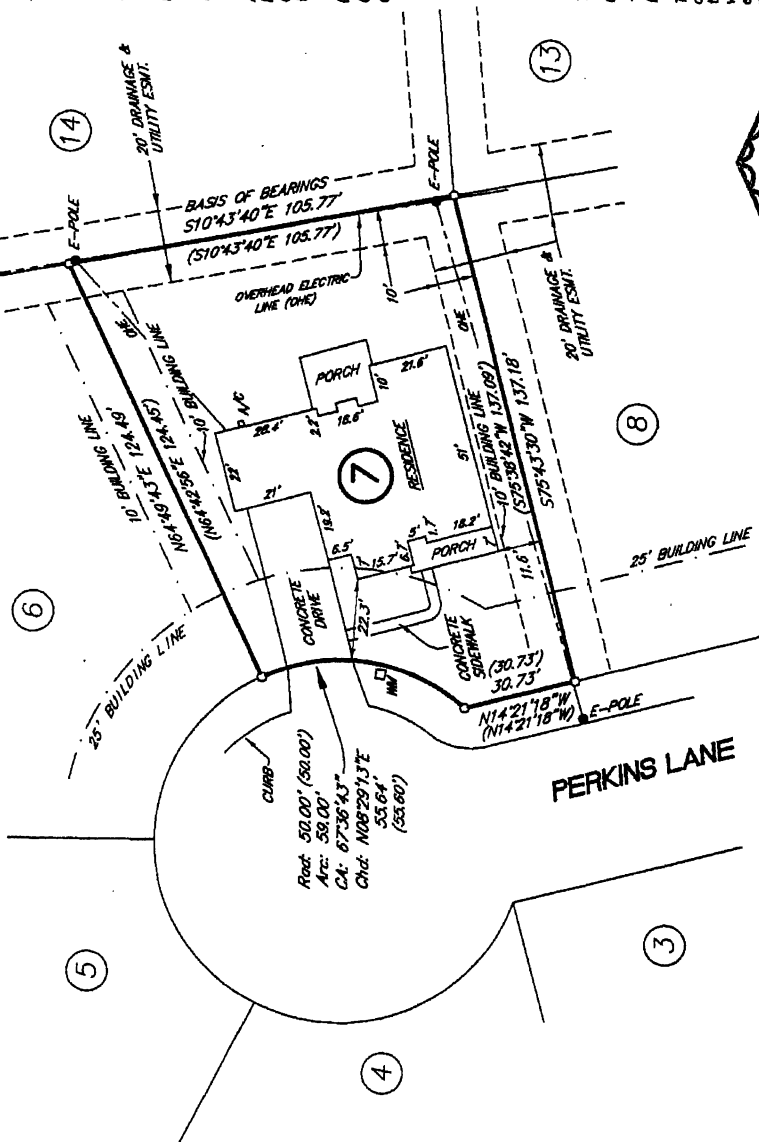 14
20' DRAINAGE &
UTILITY ESMT.
13
E-POLE
BASIS OF BEARINGS
S10°43'40"E 105.77'
(S10°43'40"E 105.77')
E-POLE
OVERHEAD ELECTRIC
LINE (OHE)
10'
20' DRAINAGE &
UTILITY ESMT.
OHE
OHE
10' BUILDING LINE
N64°49'43"E 124.49'
(N64°42'56"E 124.45')
10' BUILDING LINE
A/C
26.4'
2.2'
18.6'
PORCH
10'
21.6'
22'
21'
19.2'
7
RESIDENCE
51'
10' BUILDING LINE
(S75°38'42"W 137.09')
S75°43'30"W 137.18'
8
6
6.5'
7'
15.7'
6.7'
5'
1.7'
18.2'
PORCH
11.6'
25' BUILDING LINE
CONCRETE
DRIVE
22.3'
CONCRETE
SIDEWALK
25' BUILDING LINE
WM
(30.73')
30.73'
N14°21'18"W
(N14°21'18"W)
E-POLE
CURB
Rad: 50.00' (50.00')
Arc: 59.00'
CA: 67°36'43"
Chd: N08°29'13"E
55.64'
(55.60')
PERKINS LANE
5
4
3